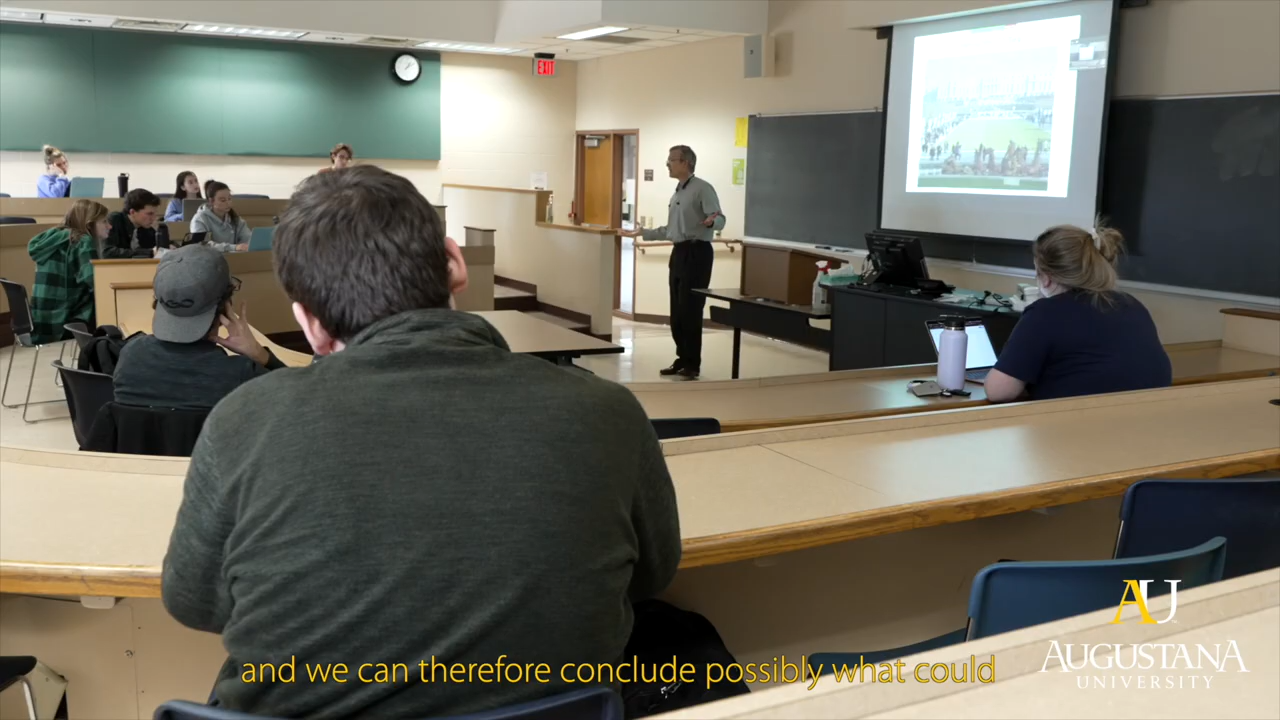 EXIT
and we can therefore conclude possibly what could
AU
AUGUSTANA
UNIVERSITY